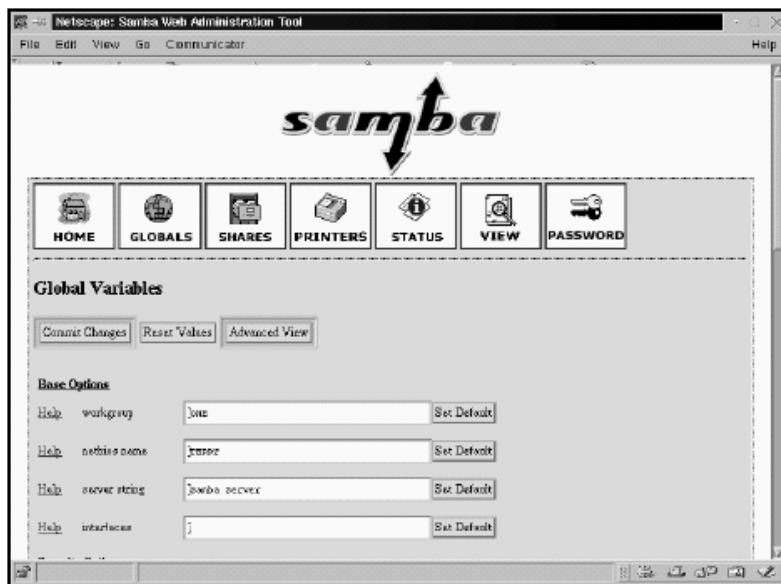 Netscape: Samba Web Administration Tool
File Edit View Go Communicator Help
samba
HOME GLOBALS SHARES PRINTERS STATUS VIEW PASSWORD
Global Variables
Commit Changes Reset Values Advanced View
Base Options
Help workgroup Set Default
Help netbios name Set Default
Help server string samba server Set Default
Help interfaces Set Default